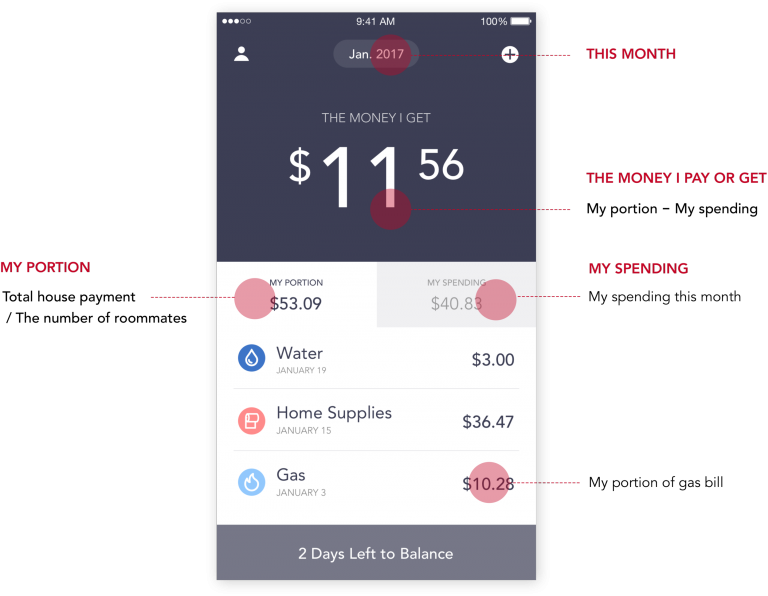 9:41 AM
100%
Jan. 2017
THIS MONTH
THE MONEY I GET
$11 56
THE MONEY I PAY OR GET
My portion – My spending
MY PORTION
Total house payment
/ The number of roommates
MY PORTION
$53.09
MY SPENDING
$40.83
MY SPENDING
My spending this month
Water
JANUARY 19
$3.00
Home Supplies
JANUARY 15
$36.47
Gas
JANUARY 3
$10.28
My portion of gas bill
2 Days Left to Balance